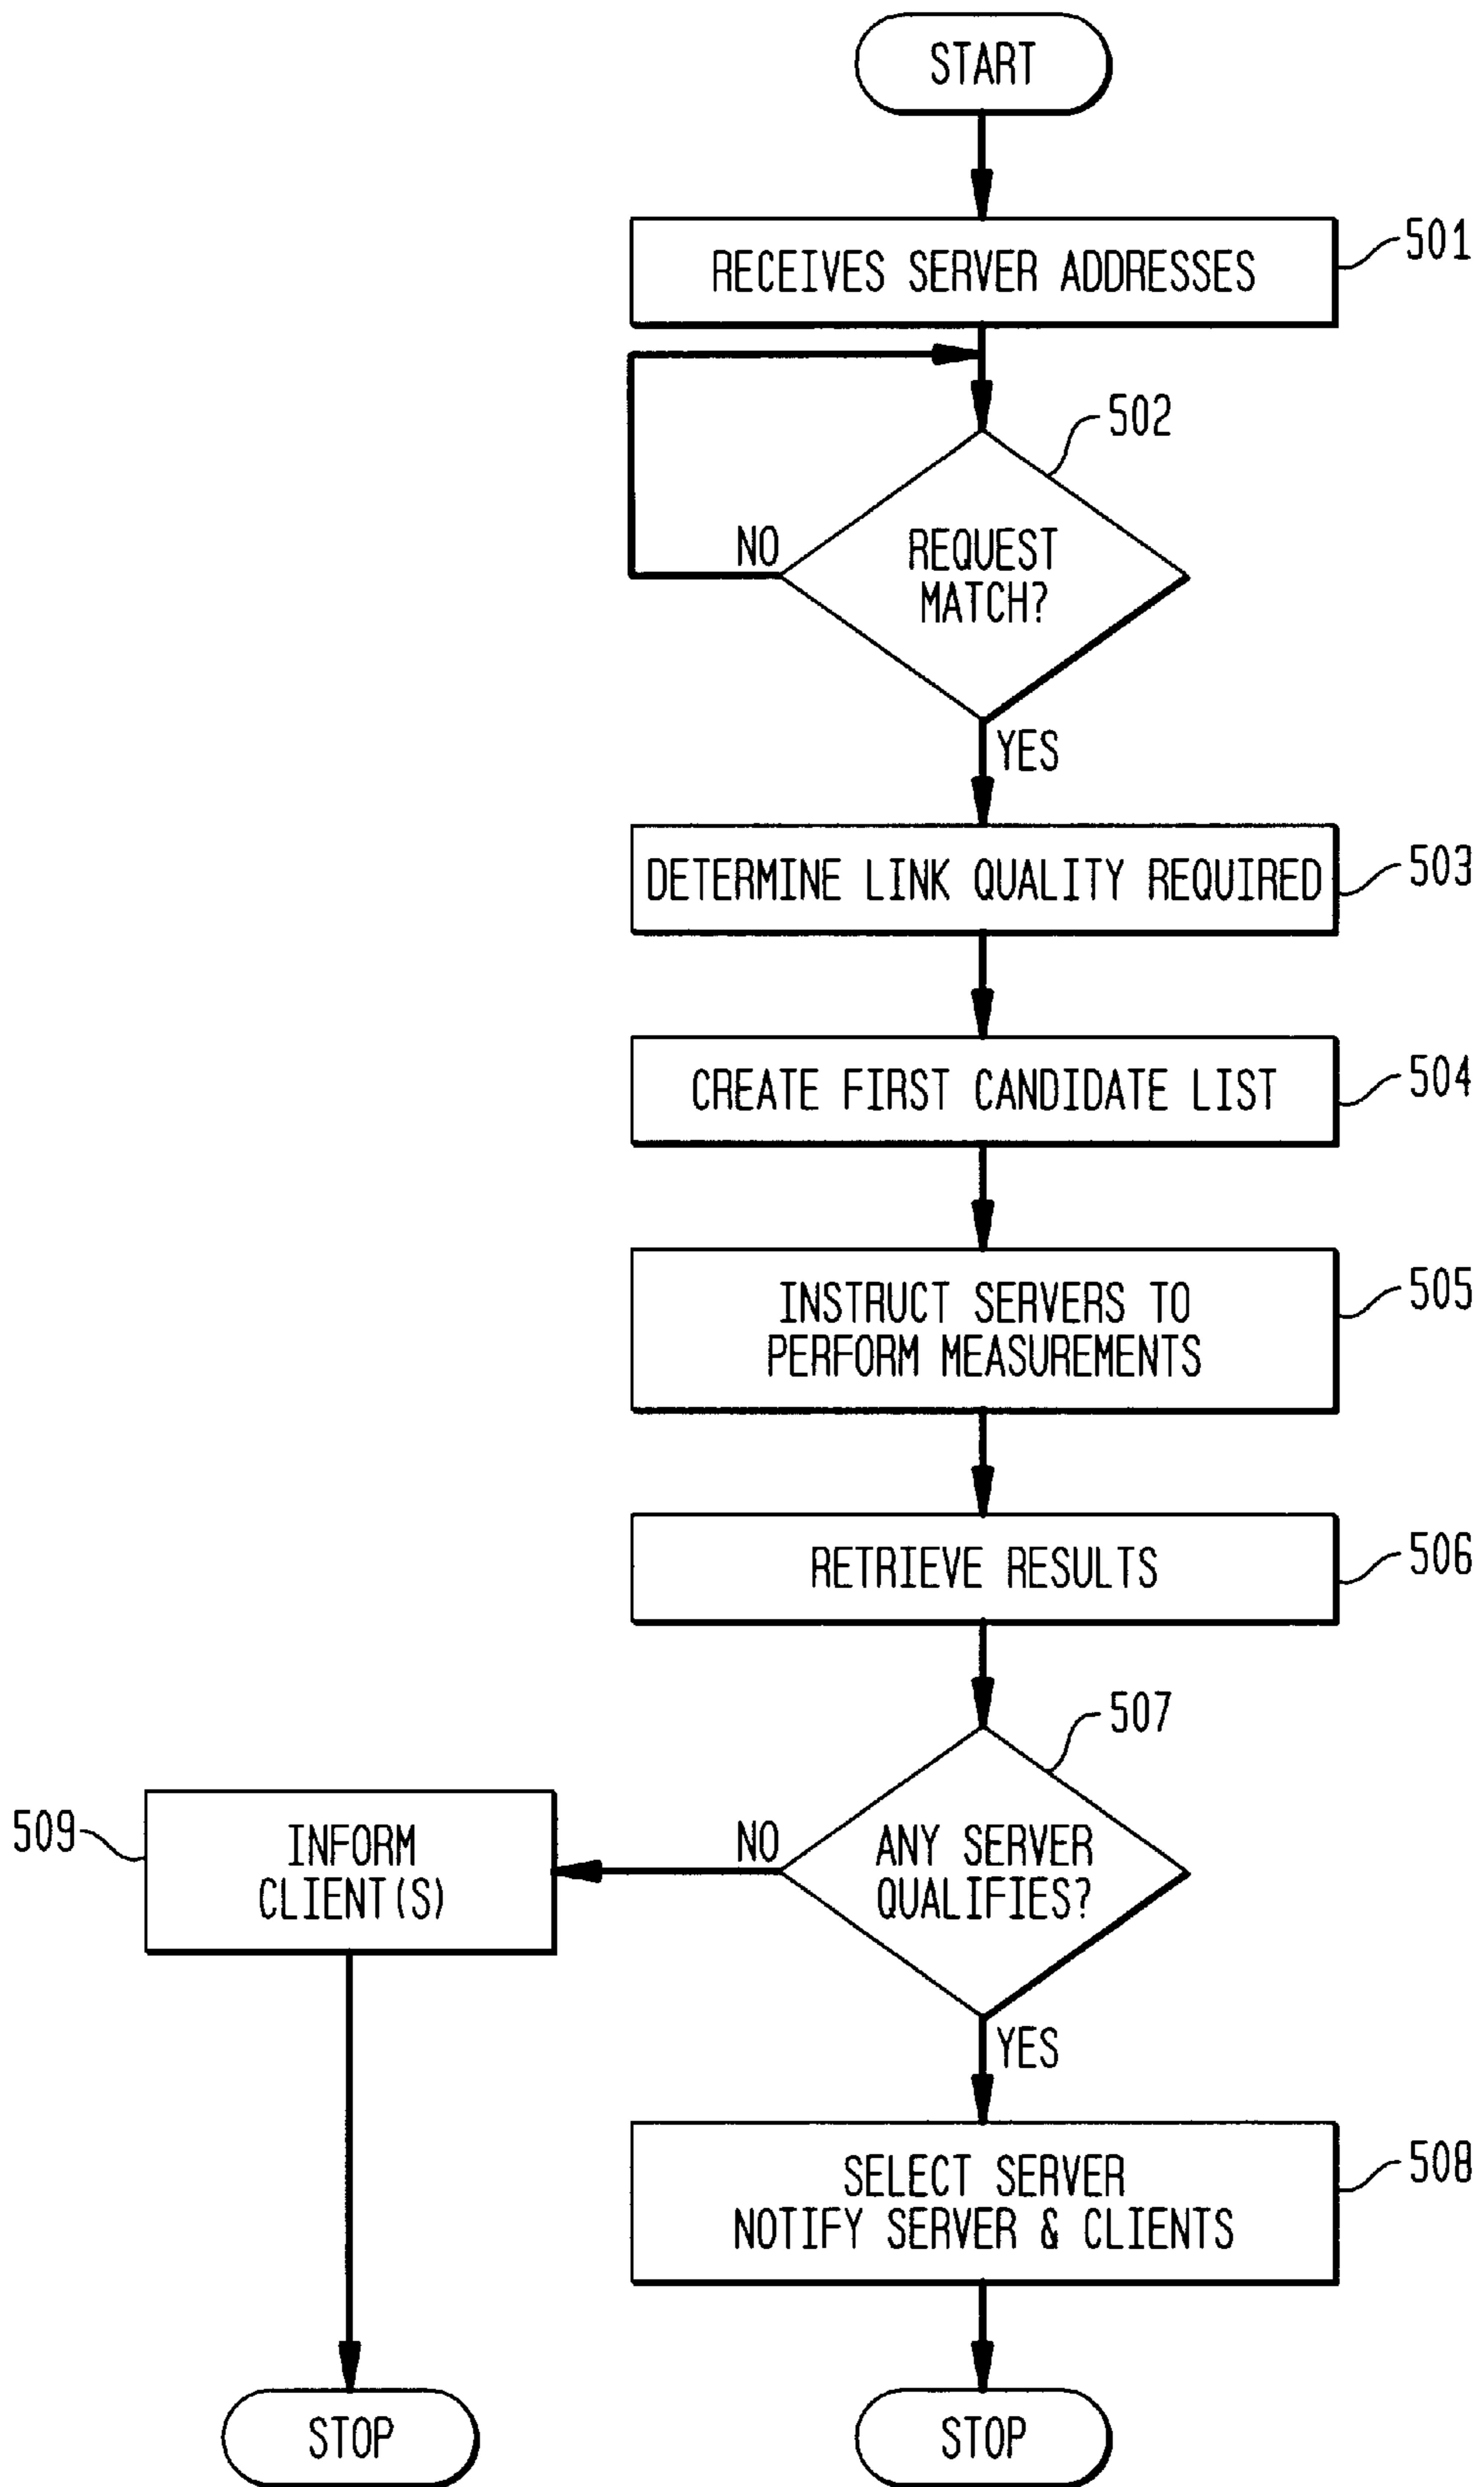 START
RECEIVES SERVER ADDRESSES
501
502
NO
REQUEST
MATCH?
YES
DETERMINE LINK QUALITY REQUIRED
503
CREATE FIRST CANDIDATE LIST
504
INSTRUCT SERVERS TO
PERFORM MEASUREMENTS
505
RETRIEVE RESULTS
506
507
509
INFORM
CLIENT(S)
NO
ANY SERVER
QUALIFIES?
YES
SELECT SERVER
NOTIFY SERVER & CLIENTS
508
STOP
STOP